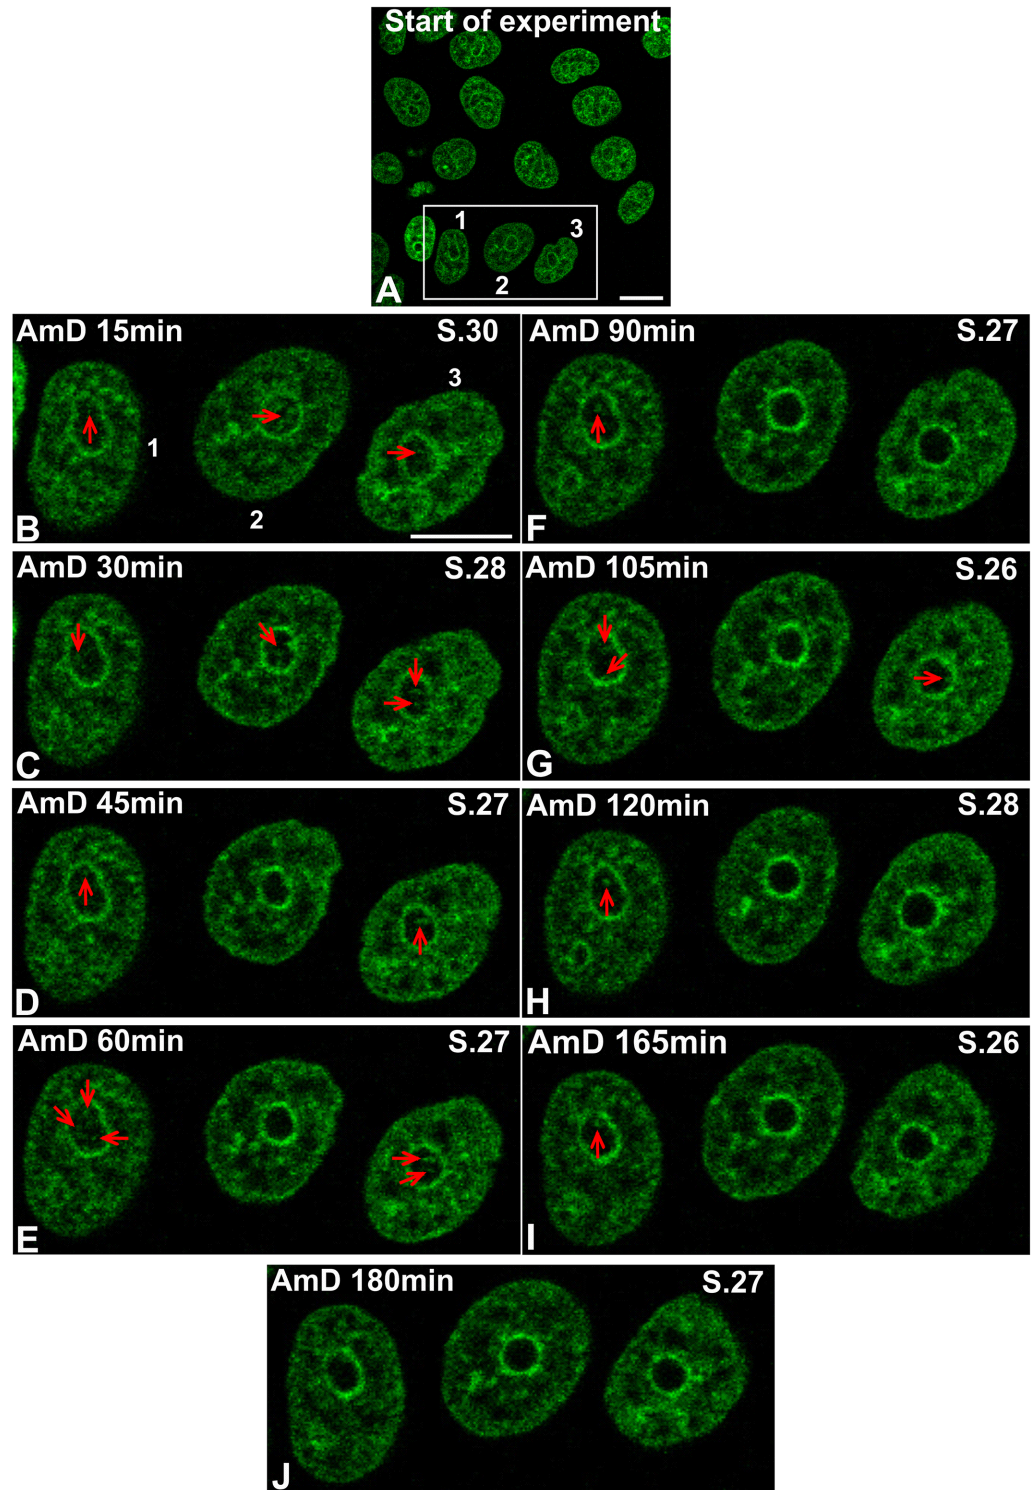 Start of experiment
1
3
2
A
AmD 15min S.30
3
1
2
B
AmD 30min S.28
C
AmD 45min S.27
D
AmD 60min S.27
E
AmD 90min S.27
F
AmD 105min S.26
G
AmD 120min S.28
H
AmD 165min S.26
I
AmD 180min S.27
J